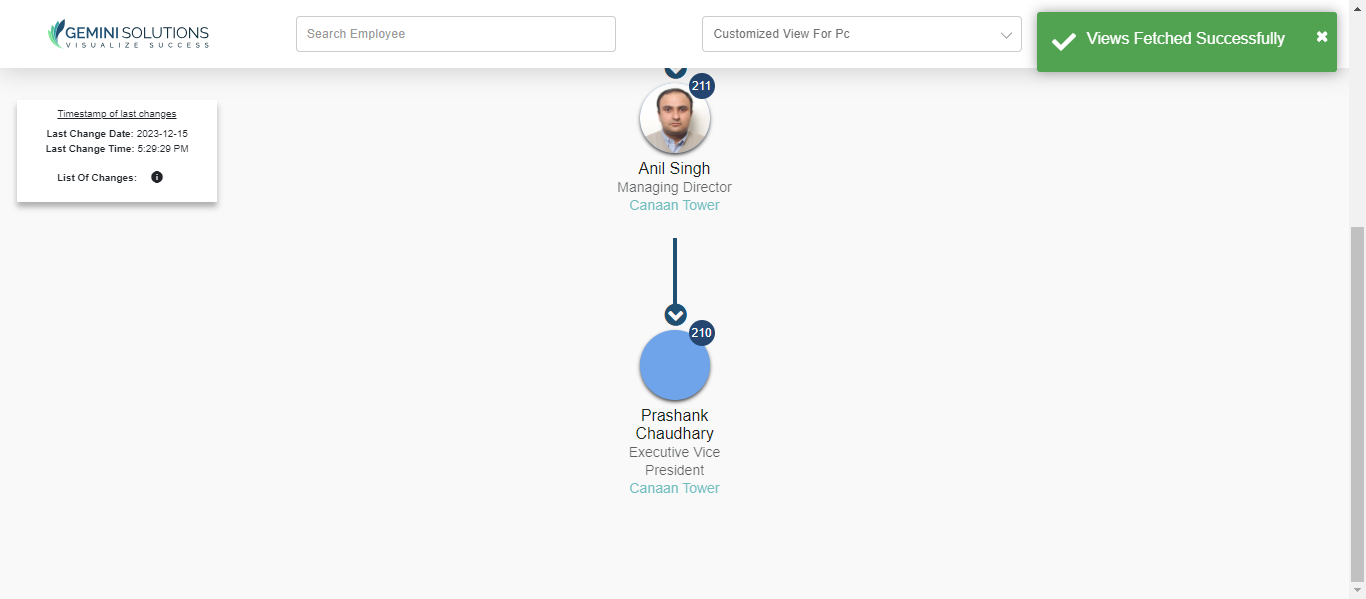 GEMINI SOLUTIONS
VISUALIZE SUCCESS
Search Employee
Customized View For Pc
Views Fetched Successfully
Timestamp of last changes
Last Change Date: 2023-12-15
Last Change Time: 5:29:29 PM
List Of Changes:
211
Anil Singh
Managing Director
Canaan Tower
210
Prashank
Chaudhary
Executive Vice
President
Canaan Tower